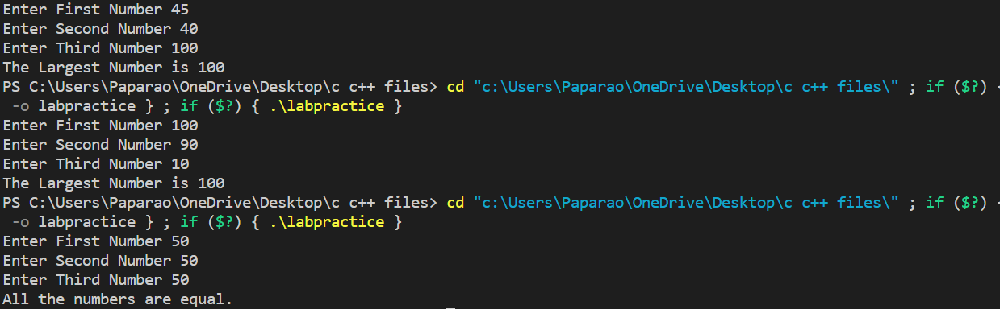 Enter First Number 45
Enter Second Number 40
Enter Third Number 100
The Largest Number is 100
PS C:\Users\Paparao\OneDrive\Desktop\c c++ files> cd "c:\Users\Paparao\OneDrive\Desktop\c c++ files\" ; if ($?) {
-o labpractice } ; if ($?) { .\labpractice }
Enter First Number 100
Enter Second Number 90
Enter Third Number 10
The Largest Number is 100
PS C:\Users\Paparao\OneDrive\Desktop\c c++ files> cd "c:\Users\Paparao\OneDrive\Desktop\c c++ files\" ; if ($?) {
-o labpractice } ; if ($?) { .\labpractice }
Enter First Number 50
Enter Second Number 50
Enter Third Number 50
All the numbers are equal.